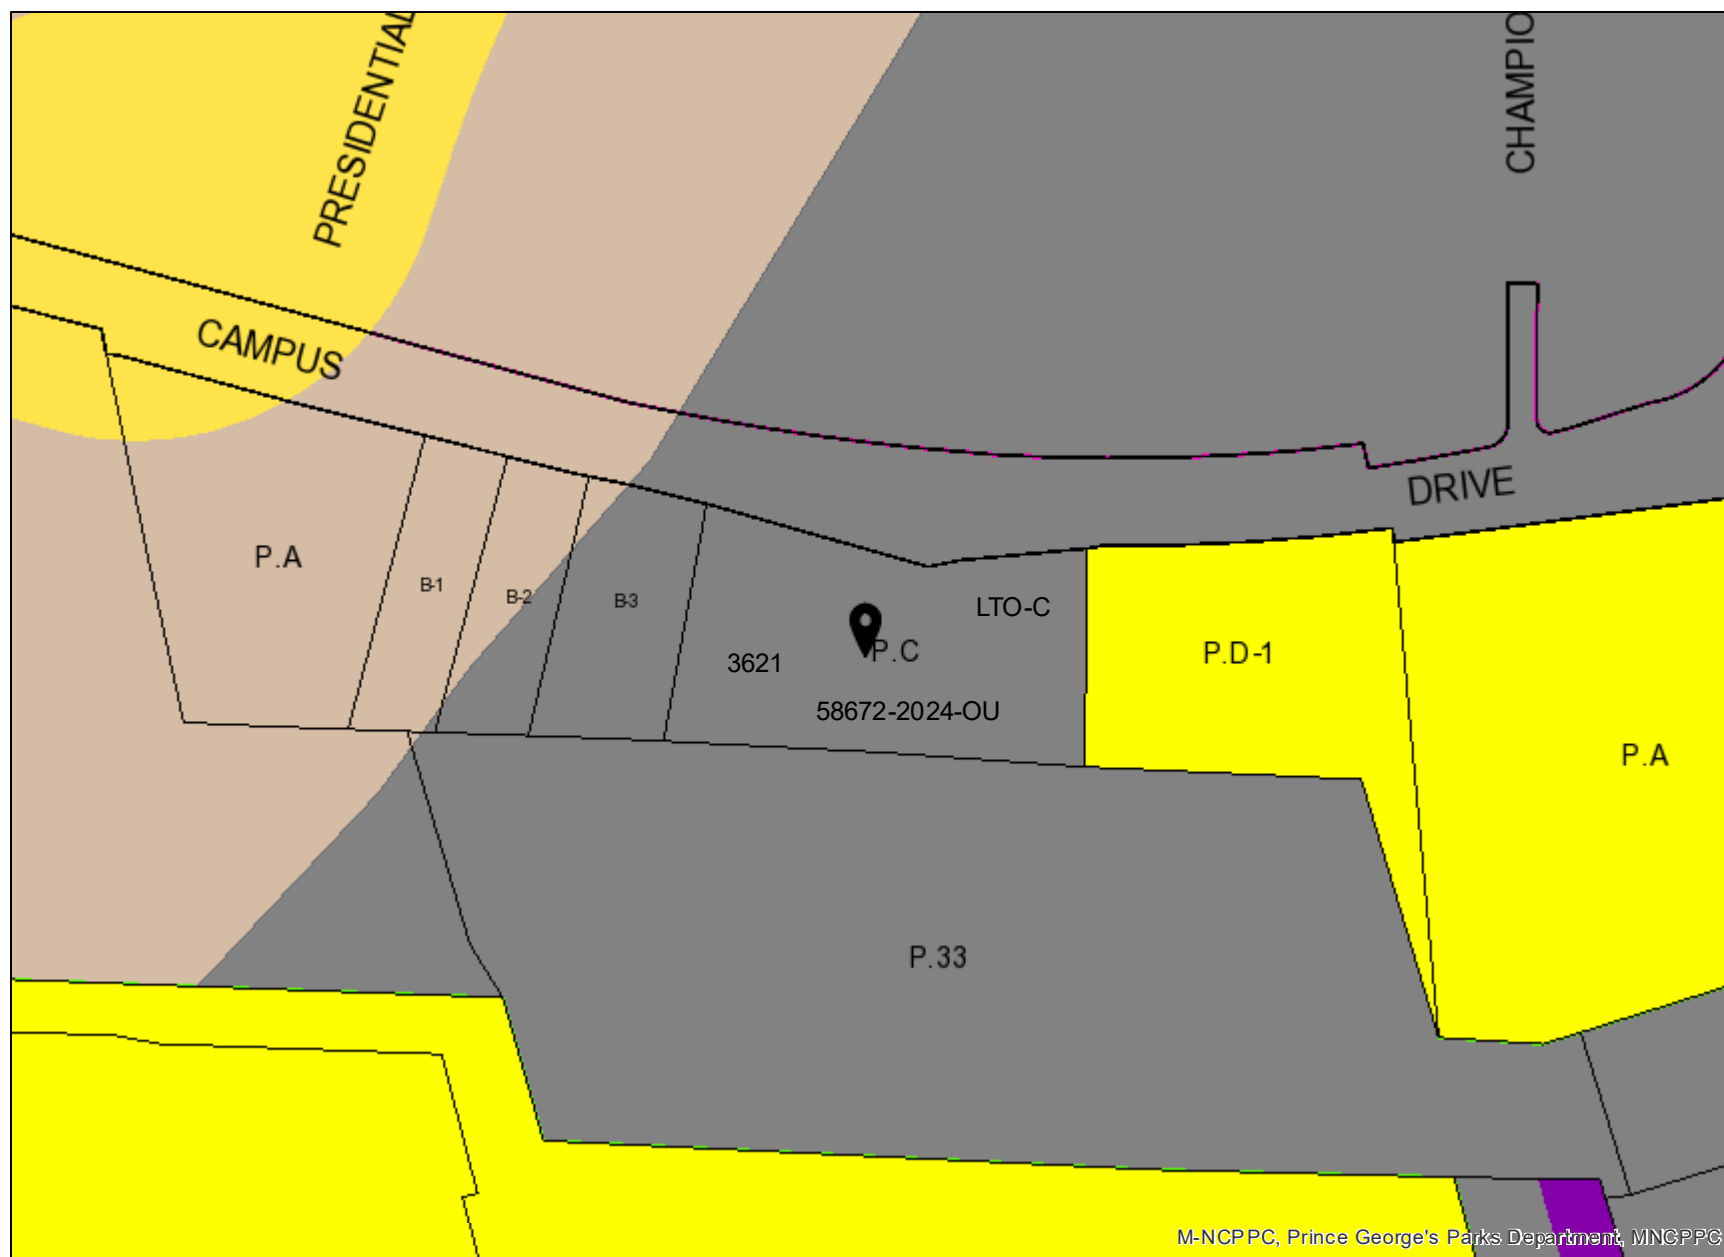 PRESIDENTIAL
CHAMPIO
CAMPUS
DRIVE
P.A
B-1
B-2
B-3
LTO-C
P.C
3621
58672-2024-OU
P.D-1
P.A
P.33
M-NCPPC, Prince George's Parks Department, MNCPPC